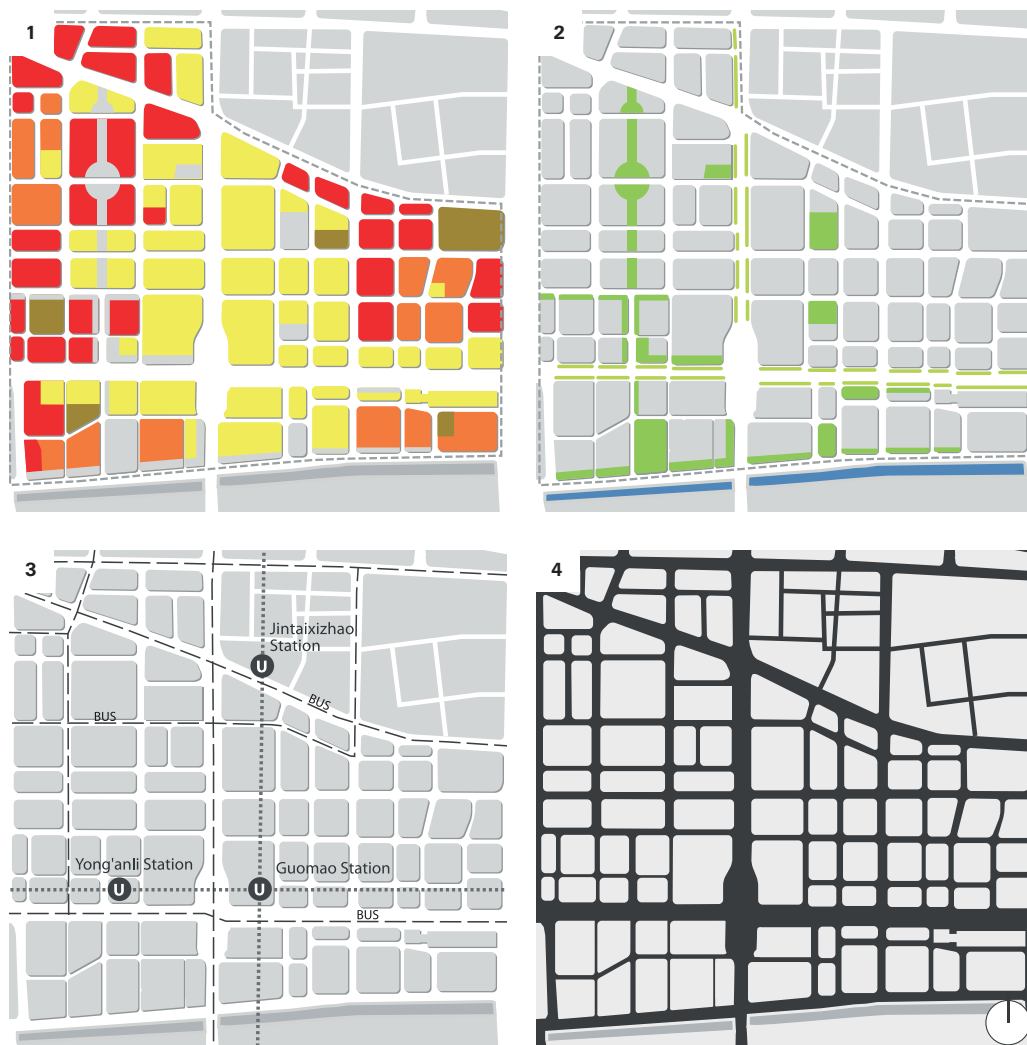 1
2
3
Jintaixizhao
Station
U
BUS
BUS
Yong'anli Station
Guomao Station
U
U
BUS
4